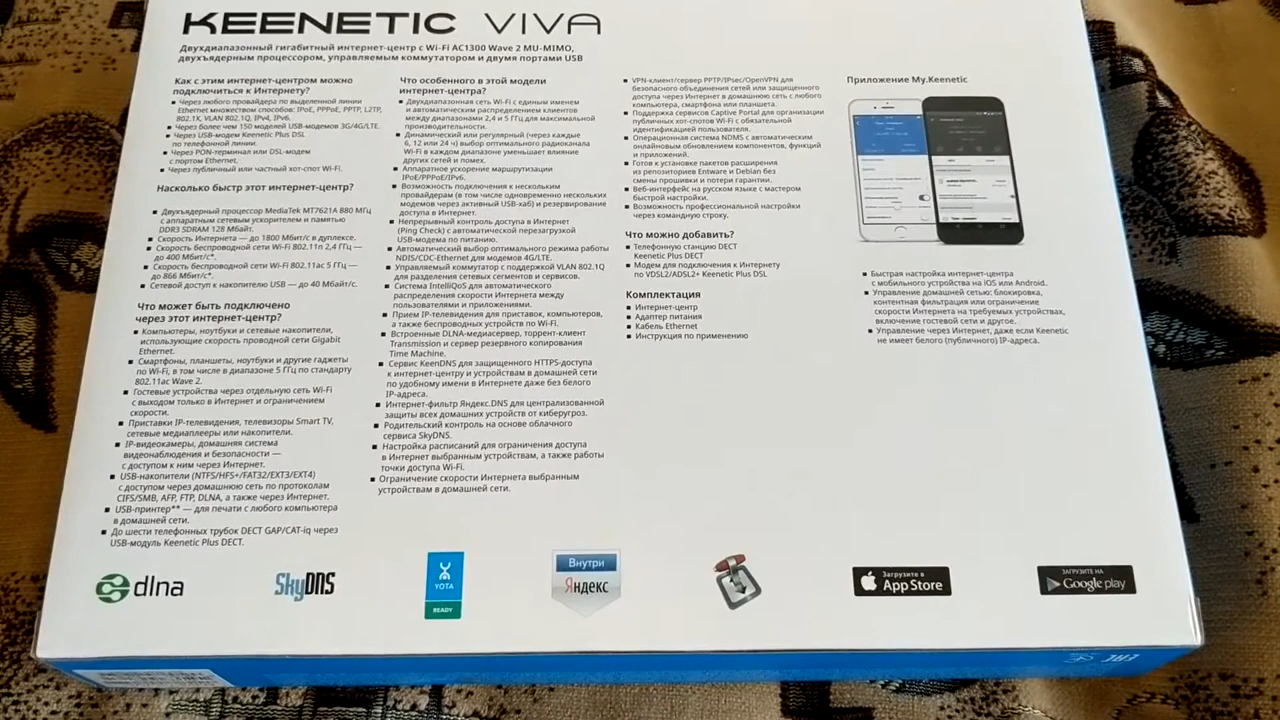 KEENETIC VIVA
Двухдиапазонный гигабитный интернет-центр с Wi-Fi AC1300 Wave 2 MU-MIMO,
двухъядерным процессором, управляемым коммутатором и двумя портами USB
Как с этим интернет-центром можно
подключиться к Интернету?
Через любого провайдера по выделенной линии
Ethernet множеством способов: IPoE, PPPoE, PPTP, L2TP,
802.1X, VLAN 802.1Q, IPv4, IPv6.
Через более чем 150 моделей USB-модемов 3G/4G/LTE.
Через USB-модем Keenetic Plus DSL
по телефонной линии.
Через PON-терминал или DSL-модем
с портом Ethernet.
Через публичный или частный хот-спот Wi-Fi.
Насколько быстр этот интернет-центр?
Двухъядерный процессор MediaTek MT7621A 880 МГц
с аппаратным сетевым ускорителем и памятью
DDR3 SDRAM 128 Мбайт.
Скорость Интернета — до 1800 Мбит/с в дуплексе.
Скорость беспроводной сети Wi-Fi 802.11n 2,4 ГГц —
до 400 Мбит/с*.
Скорость беспроводной сети Wi-Fi 802.11ac 5 ГГц —
до 866 Мбит/с*.
Сетевой доступ к накопителю USB — до 40 Мбайт/с.
Что может быть подключено
через этот интернет-центр?
Компьютеры, ноутбуки и сетевые накопители,
использующие скорость проводной сети Gigabit
Ethernet.
Смартфоны, планшеты, ноутбуки и другие гаджеты
по Wi-Fi, в том числе в диапазоне 5 ГГц по стандарту
802.11ac Wave 2.
Гостевые устройства через отдельную сеть Wi-Fi
с выходом только в Интернет и ограничением
скорости.
Приставки IP-телевидения, телевизоры Smart TV,
сетевые медиаплееры или накопители.
IP-видеокамеры, домашняя система
видеонаблюдения и безопасности —
с доступом к ним через Интернет.
USB-накопители (NTFS/HFS+/FAT32/EXT3/EXT4)
с доступом через домашнюю сеть по протоколам
CIFS/SMB, AFP, FTP, DLNA, а также через Интернет.
USB-принтер** — для печати с любого компьютера
в домашней сети.
До шести телефонных трубок DECT GAP/CAT-iq через
USB-модуль Keenetic Plus DECT.
Что особенного в этой модели
интернет-центра?
Двухдиапазонная сеть Wi-Fi с единым именем
и автоматическим распределением клиентов
между диапазонами 2,4 и 5 ГГц для максимальной
производительности.
Динамический или регулярный (через каждые
6, 12 или 24 ч) выбор оптимального радиоканала
Wi-Fi в каждом диапазоне уменьшает влияние
других сетей и помех.
Аппаратное ускорение маршрутизации
IPoE/PPPoE/IPv6.
Возможность подключения к нескольким
провайдерам (в том числе одновременно нескольких
модемов через активный USB-хаб) и резервирование
доступа в Интернет.
Непрерывный контроль доступа в Интернет
(Ping Check) с автоматической перезагрузкой
USB-модема по питанию.
Автоматический выбор оптимального режима работы
NDIS/CDC-Ethernet для модемов 4G/LTE.
Управляемый коммутатор с поддержкой VLAN 802.1Q
для разделения сетевых сегментов и сервисов.
Система IntelliQoS для автоматического
распределения скорости Интернета между
пользователями и приложениями.
Прием IP-телевидения для приставок, компьютеров,
а также беспроводных устройств по Wi-Fi.
Встроенные DLNA-медиасервер, торрент-клиент
Transmission и сервер резервного копирования
Time Machine.
Сервис KeenDNS для защищенного HTTPS-доступа
к интернет-центру и устройствам в домашней сети
по удобному имени в Интернете даже без белого
IP-адреса.
Интернет-фильтр Яндекс.DNS для централизованной
защиты всех домашних устройств от киберугроз.
Родительский контроль на основе облачного
сервиса SkyDNS.
Настройка расписаний для ограничения доступа
в Интернет выбранным устройствам, а также работы
точки доступа Wi-Fi.
Ограничение скорости Интернета выбранным
устройствам в домашней сети.
VPN-клиент/сервер PPTP/IPsec/OpenVPN для
безопасного объединения сетей или защищенного
доступа через Интернет в домашнюю сеть с любого
компьютера, смартфона или планшета.
Поддержка сервисов Captive Portal для организации
публичных хот-спотов Wi-Fi с обязательной
идентификацией пользователя.
Операционная система NDMS с автоматическим
онлайновым обновлением компонентов, функций
и приложений.
Готов к установке пакетов расширения
из репозиториев Entware и Debian без
смены прошивки и потери гарантии.
Веб-интерфейс на русском языке с мастером
быстрой настройки.
Возможность профессиональной настройки
через командную строку.
Что можно добавить?
Телефонную станцию DECT
Keenetic Plus DECT
Модем для подключения к Интернету
по VDSL2/ADSL2+ Keenetic Plus DSL
Комплектация
Интернет-центр
Адаптер питания
Кабель Ethernet
Инструкция по применению
Приложение My.Keenetic
Быстрая настройка интернет-центра
с мобильного устройства на iOS или Android.
Управление домашней сетью: блокировка,
контентная фильтрация или ограничение
скорости Интернета на требуемых устройствах,
включение гостевой сети и другое.
Управление через Интернет, даже если Keenetic
не имеет белого (публичного) IP-адреса.
dlna
SkyDNS
YOTA
READY
Внутри
Яндекс
Загрузите в
App Store
ЗАГРУЗИТЕ НА
Google play